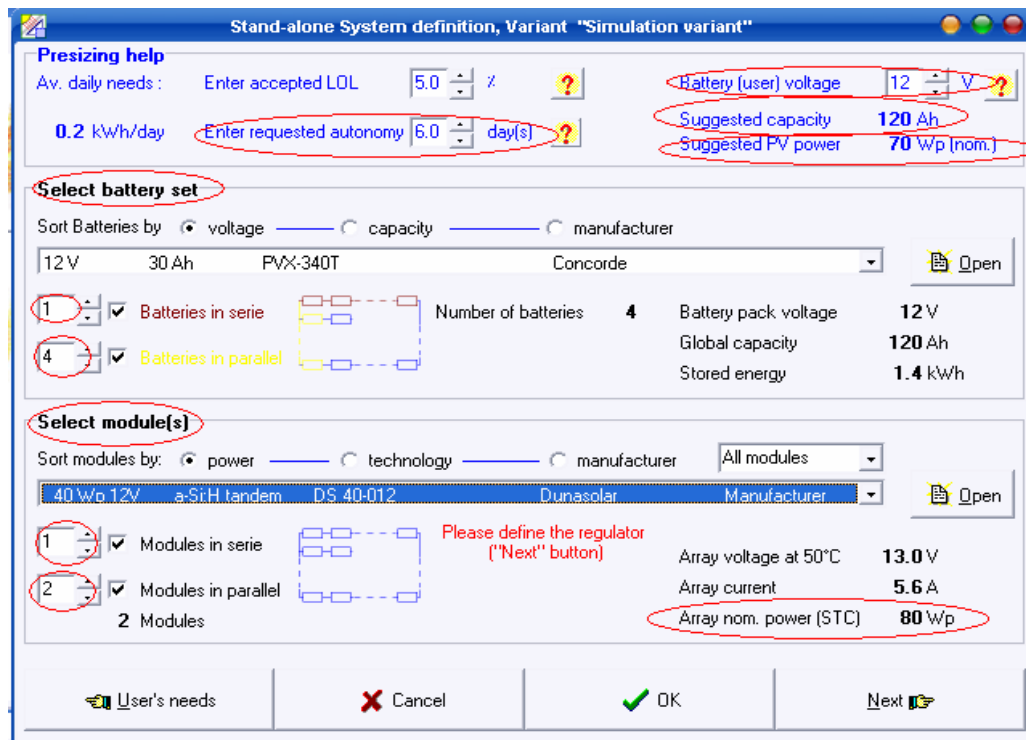 Stand-alone System definition, Variant "Simulation variant"
Presizing help
Av. daily needs : Enter accepted LOL 5.0 % ? Battery (user) voltage 12 V ?
0.2 kWh/day Enter requested autonomy 6.0 day(s) ? Suggested capacity 120 Ah
Suggested PV power 70 Wp (nom.)
Select battery set
Sort Batteries by voltage capacity manufacturer
12 V 30 Ah PVX-340T Concorde Open
1 Batteries in serie Number of batteries 4 Battery pack voltage 12 V
Global capacity 120 Ah
4 Batteries in parallel Stored energy 1.4 kWh
Select module(s)
Sort modules by: power technology manufacturer All modules
40 Wp 12V a-Si:H tandem DS 40-012 Dunasolar Manufacturer Open
1 Modules in serie Please define the regulator
("Next" button) Array voltage at 50°C 13.0 V
2 Modules in parallel Array current 5.6 A
2 Modules Array nom. power (STC) 80 Wp
User's needs Cancel OK Next